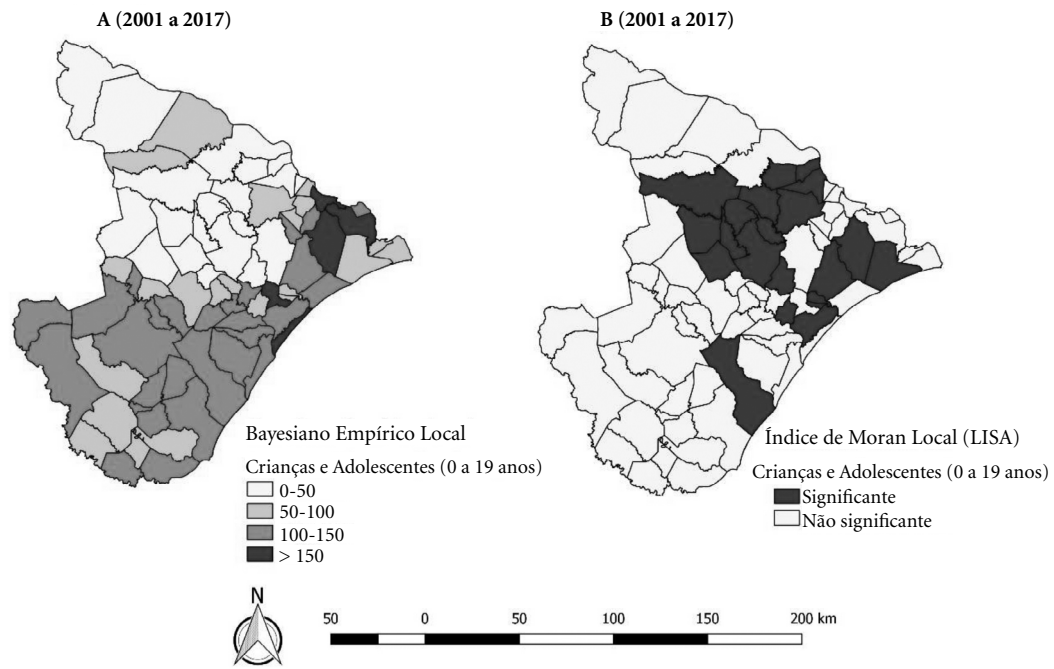 A (2001 a 2017)
B (2001 a 2017)
Bayesiano Empírico Local
Crianças e Adolescentes (0 a 19 anos)
0-50
50-100
100-150
> 150
Índice de Moran Local (LISA)
Crianças e Adolescentes (0 a 19 anos)
Significante
Não significante
N
50 0 50 100 150 200 km